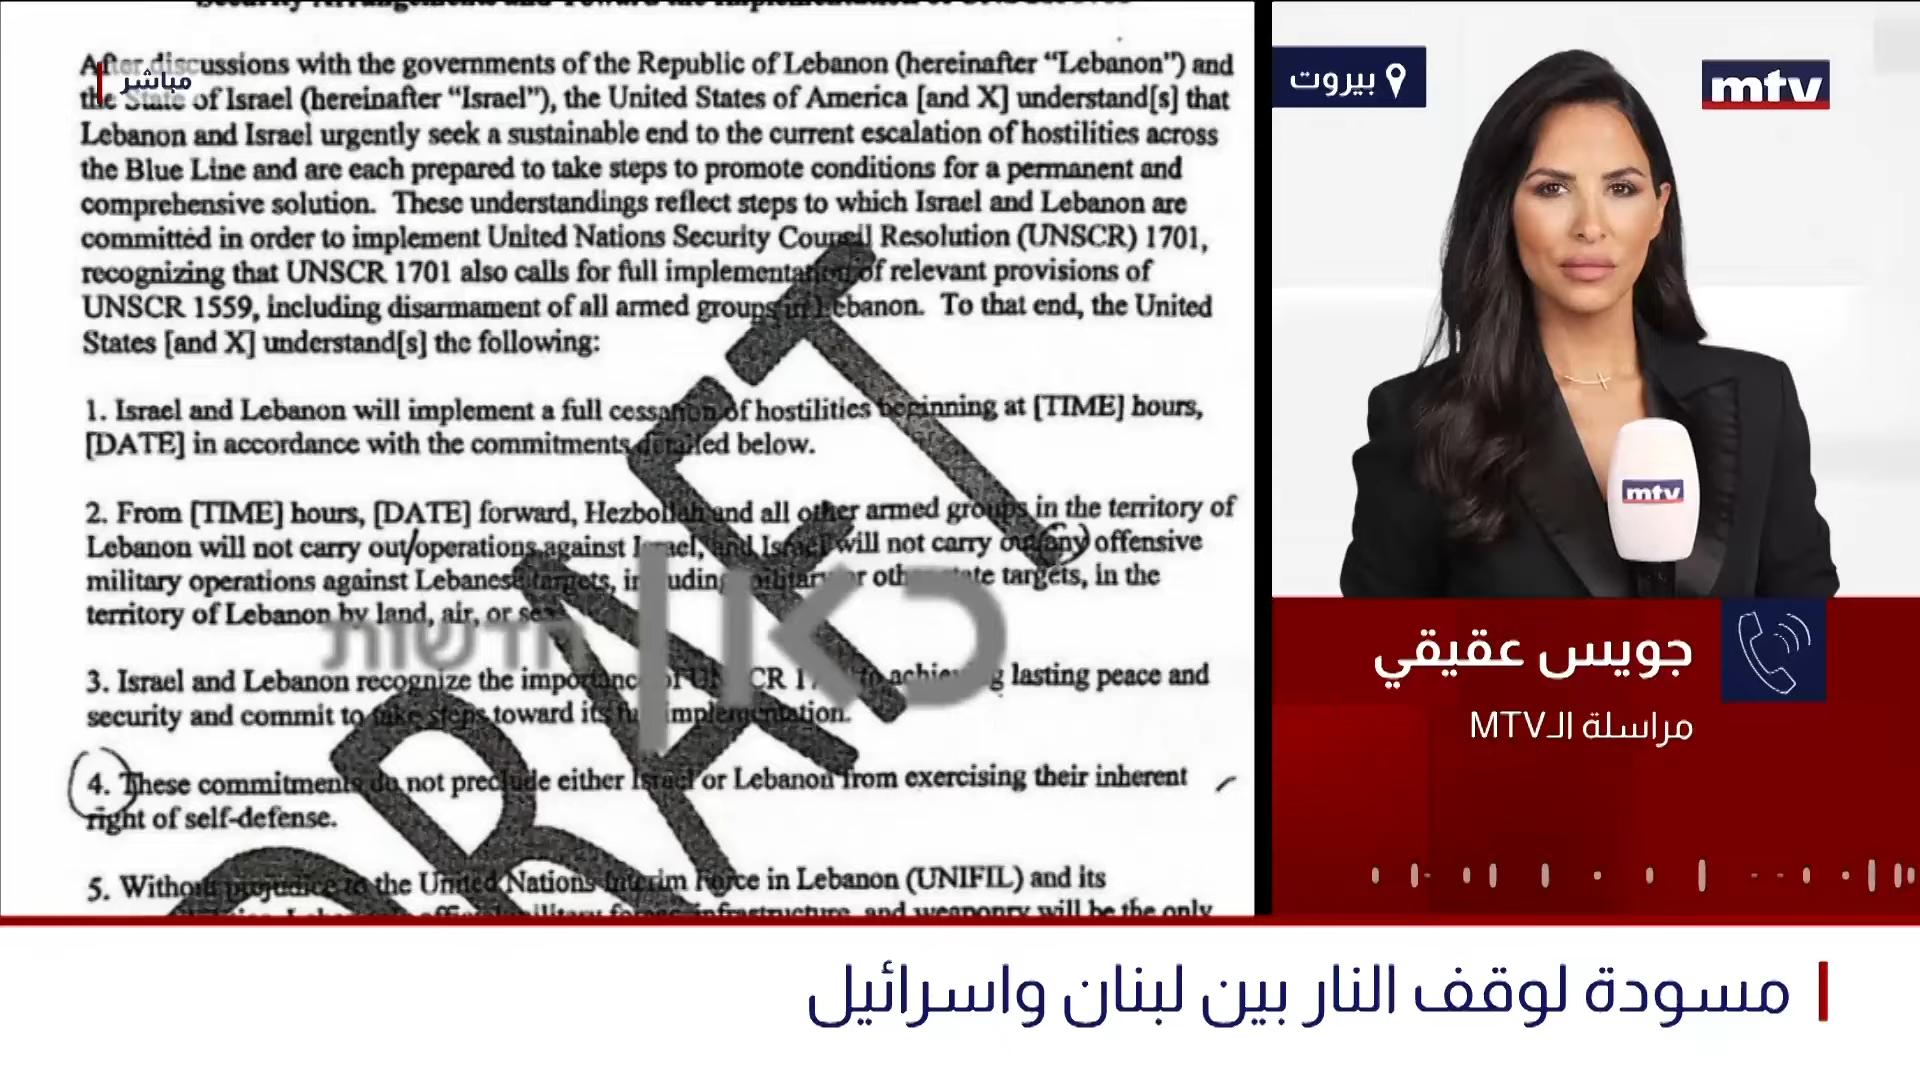 After discussions with the governments of the Republic of Lebanon (hereinafter “Lebanon”) and
the State of Israel (hereinafter “Israel”), the United States of America [and X] understand[s] that
Lebanon and Israel urgently seek a sustainable end to the current escalation of hostilities across
the Blue Line and are each prepared to take steps to promote conditions for a permanent and
comprehensive solution. These understandings reflect steps to which Israel and Lebanon are
committed in order to implement United Nations Security Council Resolution (UNSCR) 1701,
recognizing that UNSCR 1701 also calls for full implementation of relevant provisions of
UNSCR 1559, including disarmament of all armed groups in Lebanon. To that end, the United
States [and X] understand[s] the following:
1. Israel and Lebanon will implement a full cessation of hostilities beginning at [TIME] hours,
[DATE] in accordance with the commitments detailed below.
2. From [TIME] hours, [DATE] forward, Hezbollah and all other armed groups in the territory of
Lebanon will not carry out/operations against Israel, and Israel will not carry out (any) offensive
military operations against Lebanese targets, including military or other state targets, in the
territory of Lebanon by land, air, or sea.
3. Israel and Lebanon recognize the importance of UNSCR 1701 to achieving lasting peace and
security and commit to take steps toward its full implementation.
4. These commitments do not preclude either Israel or Lebanon from exercising their inherent
right of self-defense.
5. Without prejudice to the United Nations Interim Force in Lebanon (UNIFIL) and its
infrastructure, and weaponry will be the only
DRAFT
כאן חדשות
مباشر
بيروت
mtv
mtv
جويس عقيقي
مراسلة الـMTV
مسودة لوقف النار بين لبنان واسرائيل